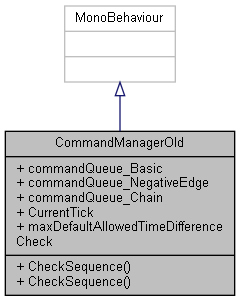 MonoBehaviour
CommandManagerOld
+ commandQueue_Basic
+ commandQueue_NegativeEdge
+ commandQueue_Chain
+ CurrentTick
+ maxDefaultAllowedTimeDifference
Check
+ CheckSequence()
+ CheckSequence()